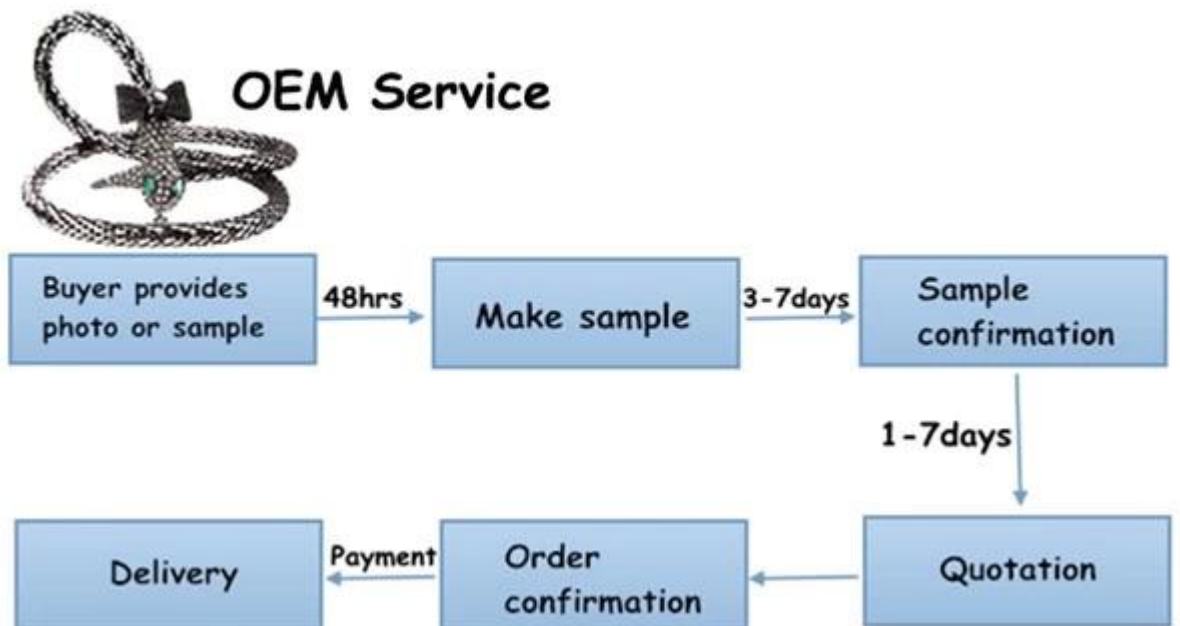 OEM Service
Buyer provides
photo or sample
48hrs
Make sample
3-7days
Sample
confirmation
1-7days
Quotation
Order
confirmation
Payment
Delivery